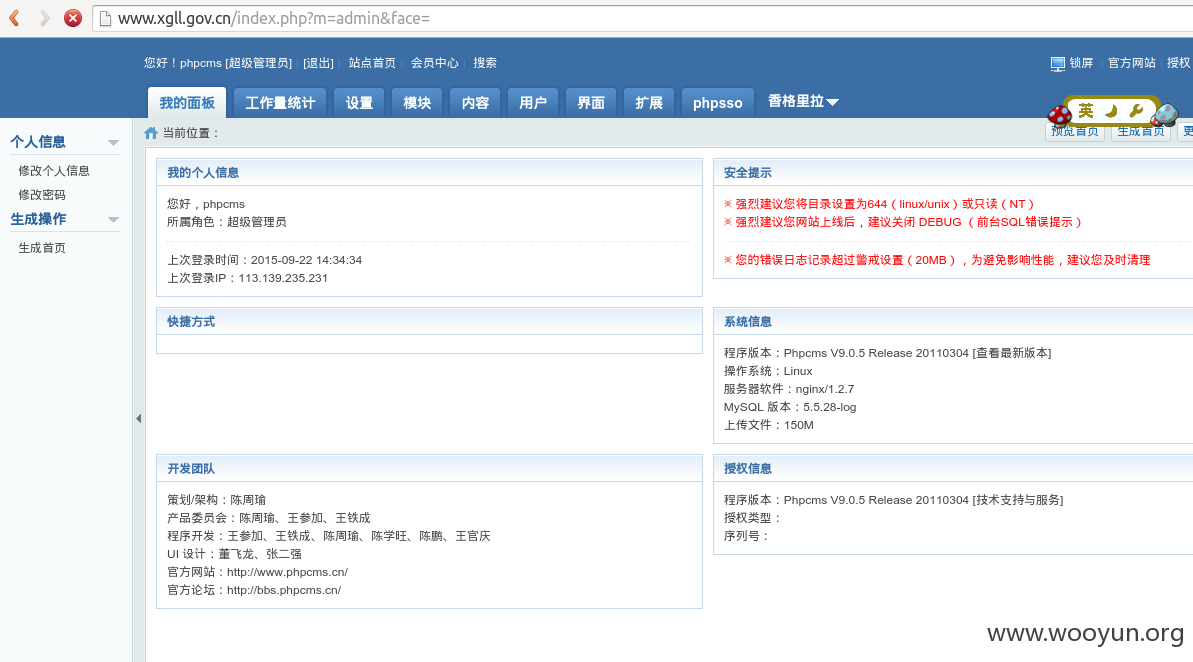 www.xgll.gov.cn/index.php?m=admin&face=
您好！phpcms [超级管理员] | [退出] | 站点首页 | 会员中心 | 搜索
锁屏 | 官方网站 | 授权
我的面板 工作量统计 设置 模块 内容 用户 界面 扩展 phpsso 香格里拉
英
个人信息
当前位置：
预览首页 生成首页 更
修改个人信息
修改密码
生成操作
生成首页
我的个人信息
您好，phpcms
所属角色：超级管理员
上次登录时间：2015-09-22 14:34:34
上次登录IP：113.139.235.231
安全提示
※ 强烈建议您将目录设置为644（linux/unix）或只读（NT）
※ 强烈建议您网站上线后，建议关闭 DEBUG （前台SQL错误提示）
※ 您的错误日志记录超过警戒设置（20MB），为避免影响性能，建议您及时清理
快捷方式
系统信息
程序版本：Phpcms V9.0.5 Release 20110304 [查看最新版本]
操作系统：Linux
服务器软件：nginx/1.2.7
MySQL 版本：5.5.28-log
上传文件：150M
开发团队
策划/架构：陈周瑜
产品委员会：陈周瑜、王参加、王铁成
程序开发：王参加、王铁成、陈周瑜、陈学旺、陈鹏、王官庆
UI 设计：董飞龙、张二强
官方网站：http://www.phpcms.cn/
官方论坛：http://bbs.phpcms.cn/
授权信息
程序版本：Phpcms V9.0.5 Release 20110304 [技术支持与服务]
授权类型：
序列号：
www.wooyun.org